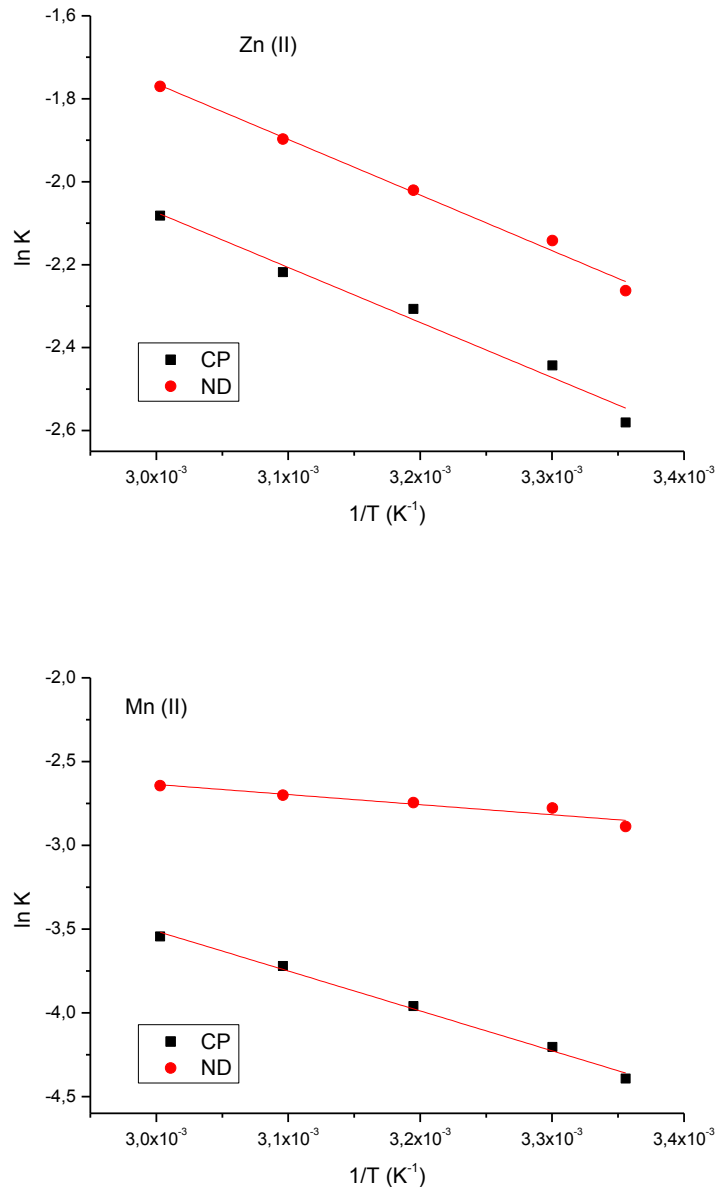 Zn (II)
-1,6
-1,8
-2,0
-2,2
-2,4
-2,6
ln K
CP
ND
3,0x10⁻³ 3,1x10⁻³ 3,2x10⁻³ 3,3x10⁻³ 3,4x10⁻³
1/T (K⁻¹)
Mn (II)
-2,0
-2,5
-3,0
-3,5
-4,0
-4,5
ln K
CP
ND
3,0x10⁻³ 3,1x10⁻³ 3,2x10⁻³ 3,3x10⁻³ 3,4x10⁻³
1/T (K⁻¹)